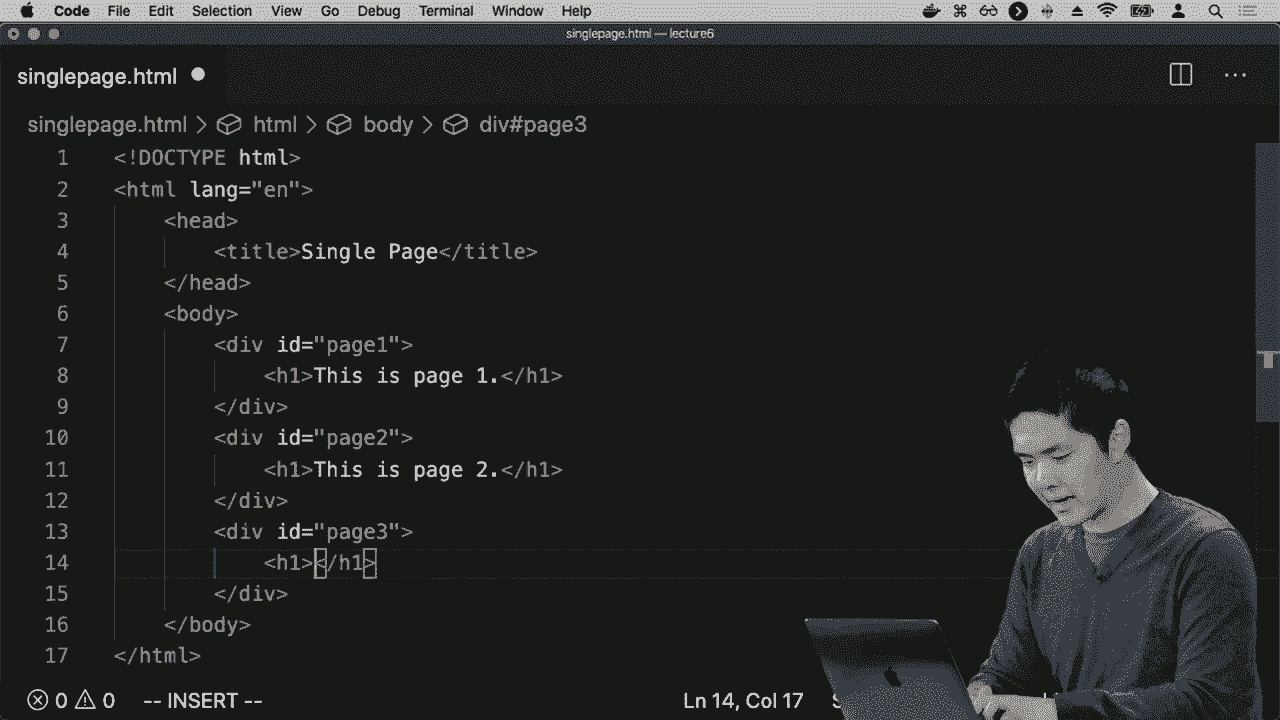 Code File Edit Selection View Go Debug Terminal Window Help
singlepage.html — lecture6
singlepage.html
singlepage.html > html > body > div#page3
1 <!DOCTYPE html>
2 <html lang="en">
3 <head>
4 <title>Single Page</title>
5 </head>
6 <body>
7 <div id="page1">
8 <h1>This is page 1.</h1>
9 </div>
10 <div id="page2">
11 <h1>This is page 2.</h1>
12 </div>
13 <div id="page3">
14 <h1></h1>
15 </div>
16 </body>
17 </html>
0 0 -- INSERT -- Ln 14, Col 17